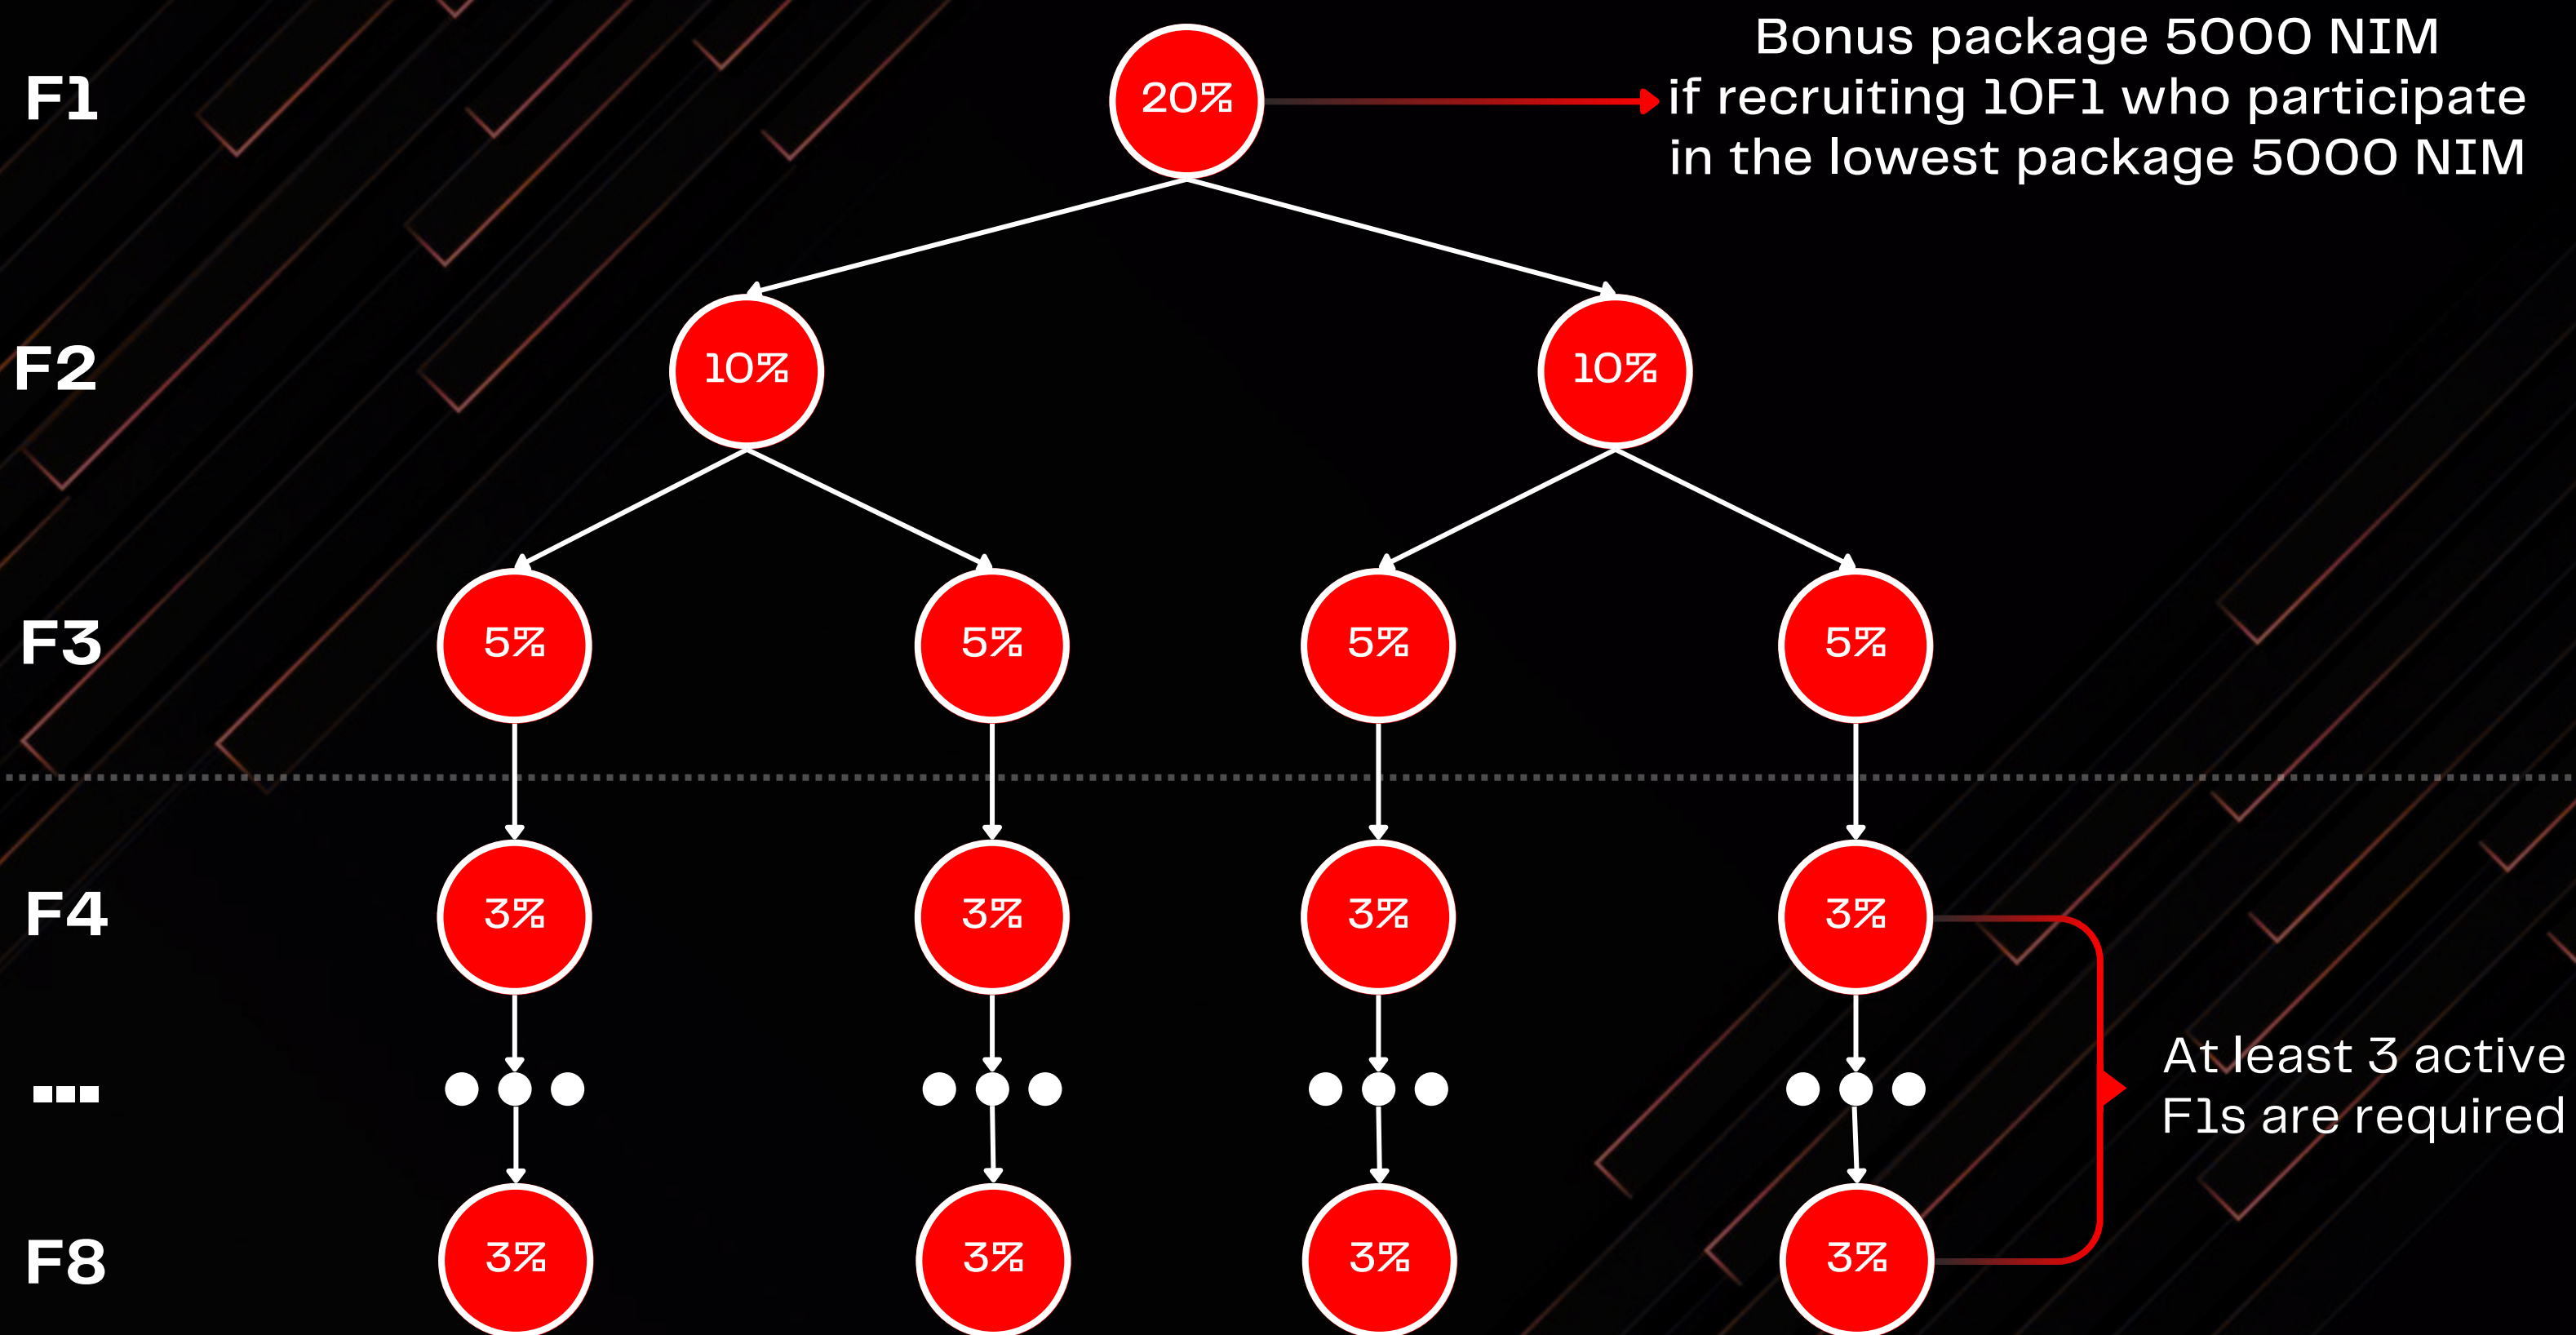 Bonus package 5000 NIM
if recruiting 10F1 who participate
in the lowest package 5000 NIM
F1
20%
F2
10%
10%
F3
5%
5%
5%
5%
F4
3%
3%
3%
3%
At least 3 active
F1s are required
...
F8
3%
3%
3%
3%